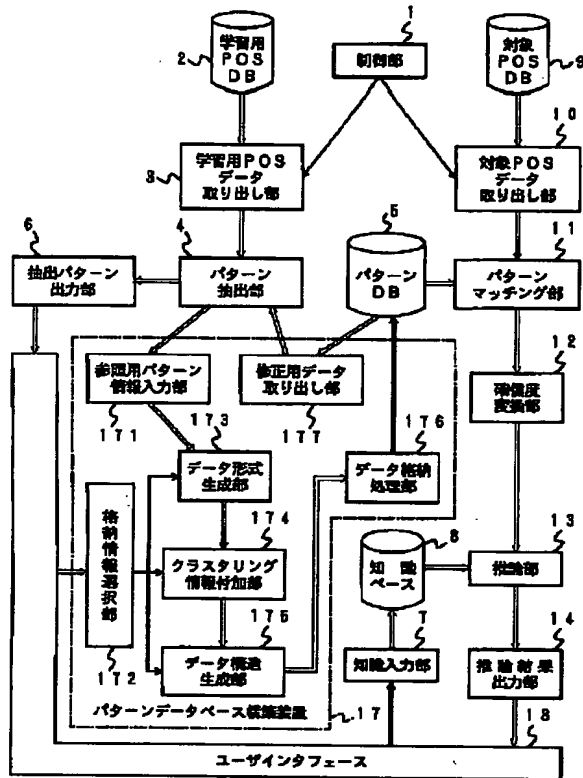 1
2
学習用
POS
DB
制御部
対象
POS
DB
9
3
学習用POS
データ
取り出し部
10
対象POS
データ
取り出し部
6
4
5
11
抽出パターン
出力部
パターン
抽出部
パターン
DB
パターン
マッチング部
12
参照用パターン
情報入力部
171
修正用データ
取り出し部
177
確信度
変換部
173
176
データ形式
生成部
データ格納
処理部
格納情報選択部
172
174
クラスタリング
情報付加部
8
知識
ベース
13
推論部
175
データ構造
生成部
7
知識入力部
14
推論結果
出力部
パターンデータベース構築装置
17
18
ユーザインタフェース